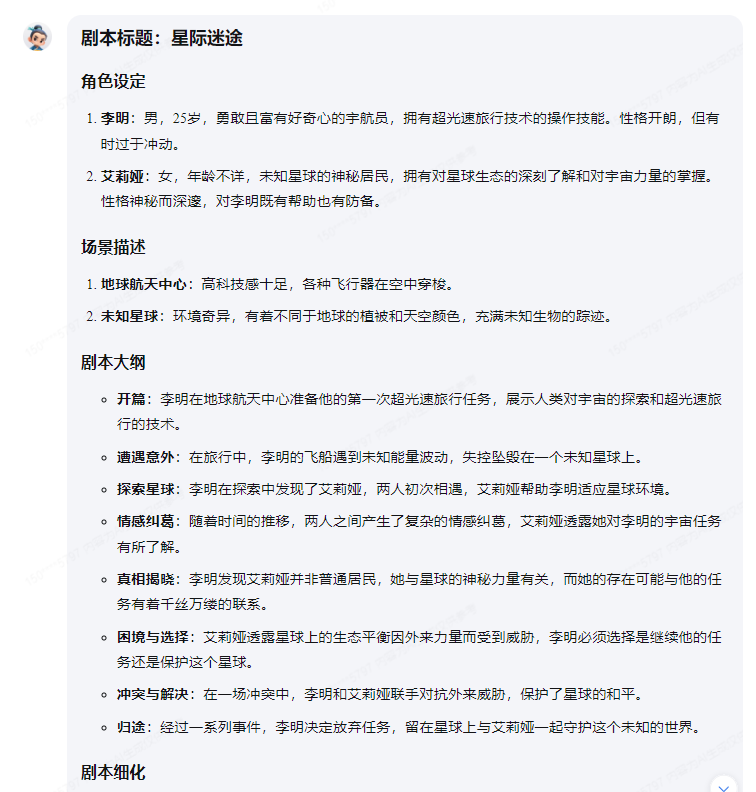 剧本标题：星际迷途
角色设定
1. 李明：男，25岁，勇敢且富有好奇心的宇航员，拥有超光速旅行技术的操作技能。性格开朗，但有
时过于冲动。
2. 艾莉娅：女，年龄不详，未知星球的神秘居民，拥有对星球生态的深刻了解和对宇宙力量的掌握。
性格神秘而深邃，对李明既有帮助也有防备。
场景描述
1. 地球航天中心：高科技感十足，各种飞行器在空中穿梭。
2. 未知星球：环境奇异，有着不同于地球的植被和天空颜色，充满未知生物的踪迹。
剧本大纲
开篇：李明在地球航天中心准备他的第一次超光速旅行任务，展示人类对宇宙的探索和超光速旅
行的技术。
遭遇意外：在旅行中，李明的飞船遇到未知能量波动，失控坠毁在一个未知星球上。
探索星球：李明在探索中发现了艾莉娅，两人初次相遇，艾莉娅帮助李明适应星球环境。
情感纠葛：随着时间的推移，两人之间产生了复杂的情感纠葛，艾莉娅透露她对李明的宇宙任务
有所了解。
真相揭晓：李明发现艾莉娅并非普通居民，她与星球的神秘力量有关，而她的存在可能与他的任
务有着千丝万缕的联系。
困境与选择：艾莉娅透露星球上的生态平衡因外来力量而受到威胁，李明必须选择是继续他的任
务还是保护这个星球。
冲突与解决：在一场冲突中，李明和艾莉娅联手对抗外来威胁，保护了星球的和平。
归途：经过一系列事件，李明决定放弃任务，留在星球上与艾莉娅一起守护这个未知的世界。
剧本细化